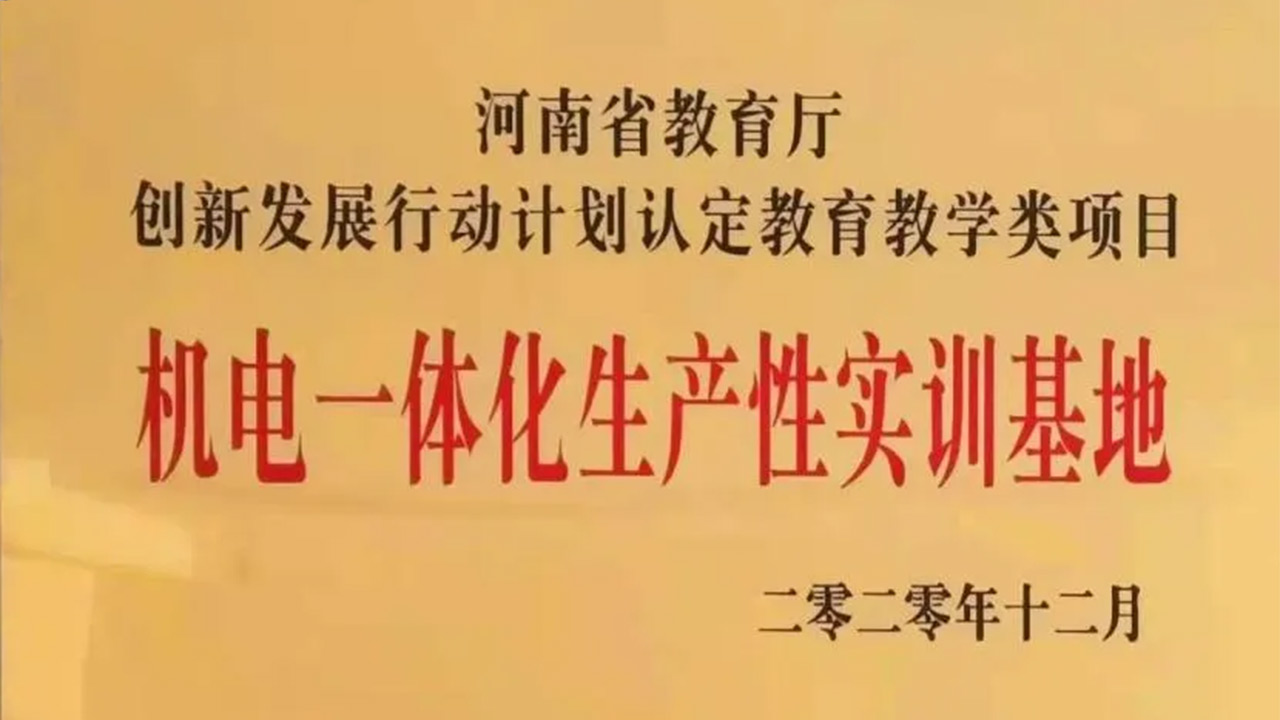 河南省教育厅
创新发展行动计划认定教育教学类项目
机电一体化生产性实训基地
二零二零年十二月